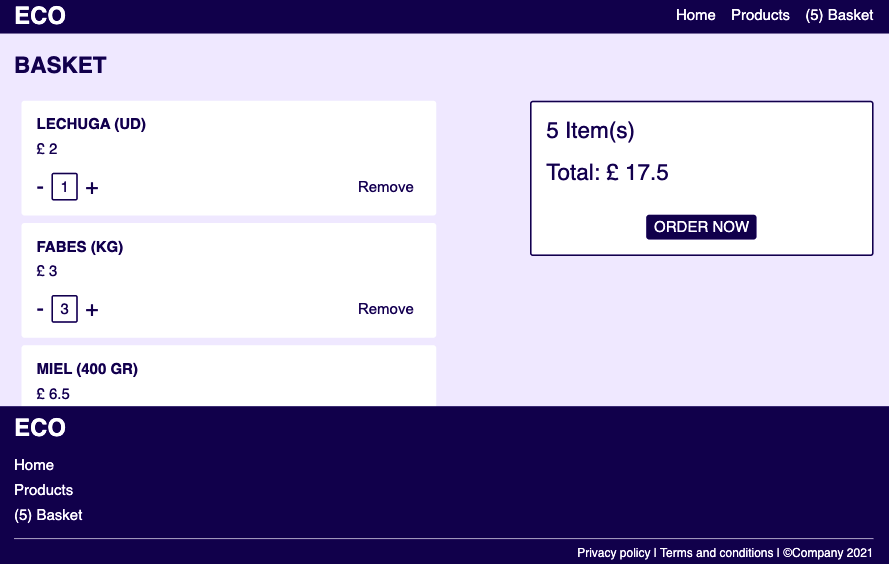 ECO
Home Products (5) Basket
BASKET
LECHUGA (UD)
£ 2
- 1 + Remove
FABES (KG)
£ 3
- 3 + Remove
MIEL (400 GR)
£ 6.5
5 Item(s)
Total: £ 17.5
ORDER NOW
ECO
Home
Products
(5) Basket
Privacy policy | Terms and conditions | ©Company 2021